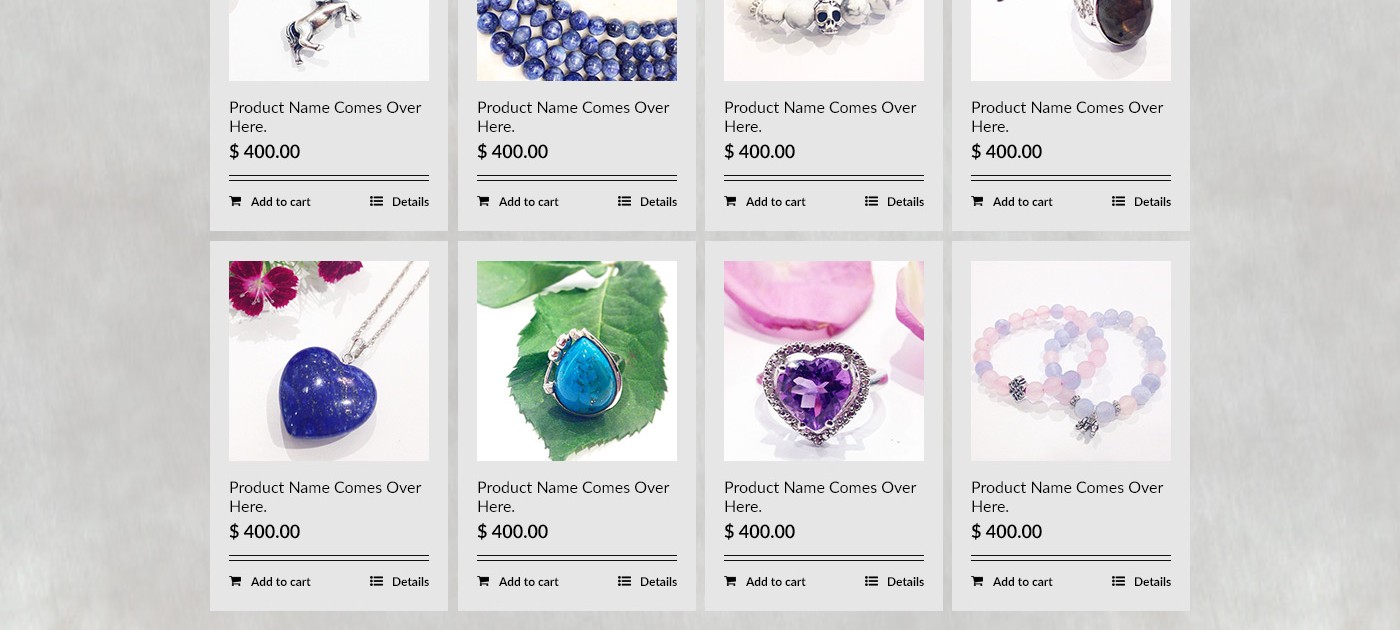 Product Name Comes Over
Here.
$ 400.00
Add to cart Details
Product Name Comes Over
Here.
$ 400.00
Add to cart Details
Product Name Comes Over
Here.
$ 400.00
Add to cart Details
Product Name Comes Over
Here.
$ 400.00
Add to cart Details
Product Name Comes Over
Here.
$ 400.00
Add to cart Details
Product Name Comes Over
Here.
$ 400.00
Add to cart Details
Product Name Comes Over
Here.
$ 400.00
Add to cart Details
Product Name Comes Over
Here.
$ 400.00
Add to cart Details